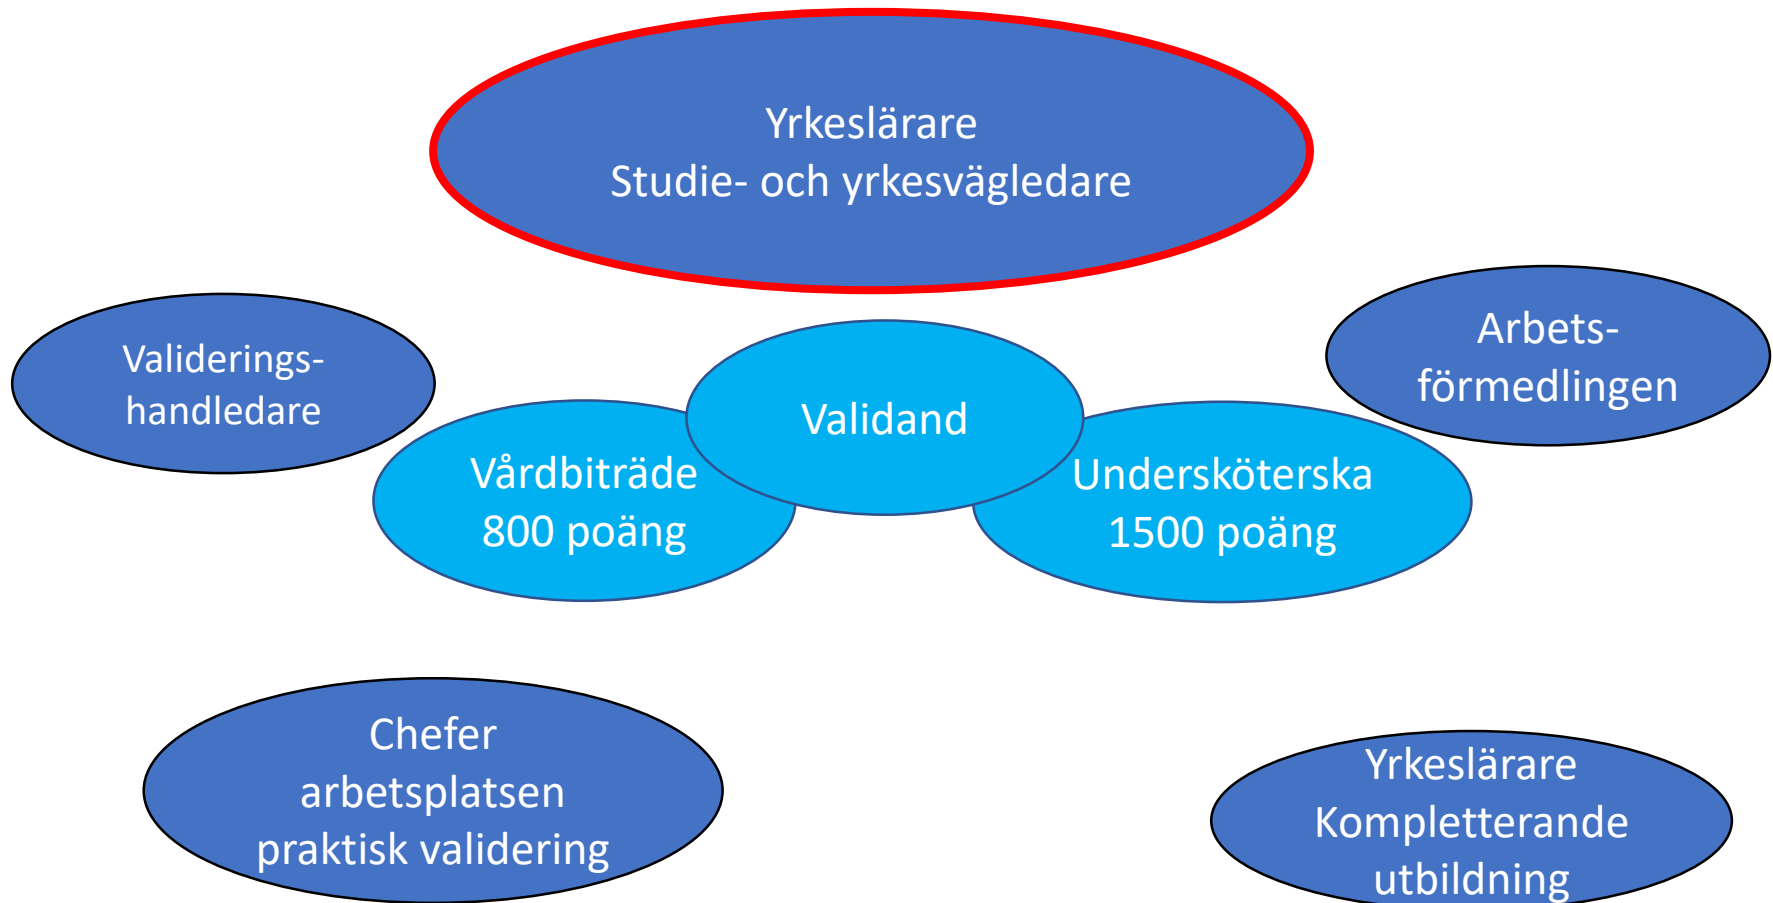 Yrkeslärare
Studie- och yrkesvägledare
Validerings-
handledare
Arbets-
förmedlingen
Validand
Vårdbiträde
800 poäng
Undersköterska
1500 poäng
Chefer
arbetsplatsen
praktisk validering
Yrkeslärare
Kompletterande
utbildning